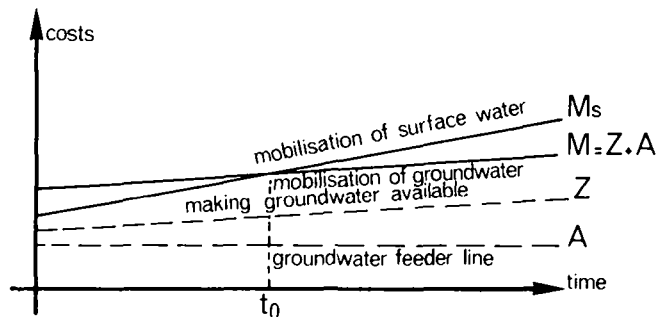 costs
mobilisation of surface water
Ms
M=Z+A
mobilisation of groundwater
making groundwater available
Z
A
groundwater feeder line
time
t0